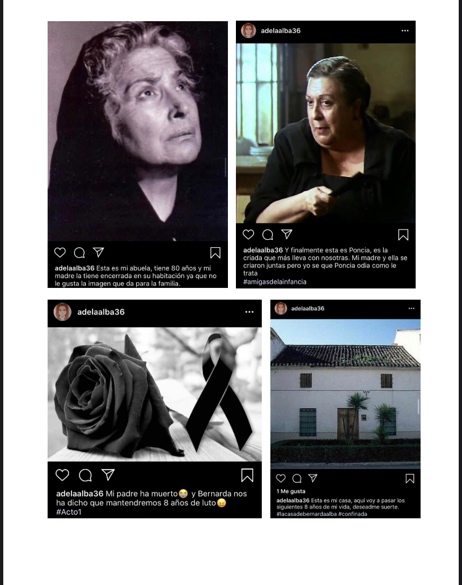 adelaalba36 Esta es mi abuela, tiene 80 años y mi
madre la tiene encerrada en su habitación ya que no
le gusta la imagen que da para la familia.
adelaalba36
adelaalba36 Y finalmente esta es Poncia, es la
criada que más lleva con nosotras. Mi madre y ella se
criaron juntas pero yo se que Poncia odia como le
trata
#amigasdelainfancia
adelaalba36
adelaalba36 Mi padre ha muerto😢 y Bernarda nos
ha dicho que mantendremos 8 años de luto😑
#Acto1
adelaalba36
1 Me gusta
adelaalba36 Esta es mi casa, aquí voy a pasar los
siguientes 8 años de mi vida, deseadme suerte.
#lacasadebernardaalba #confinada